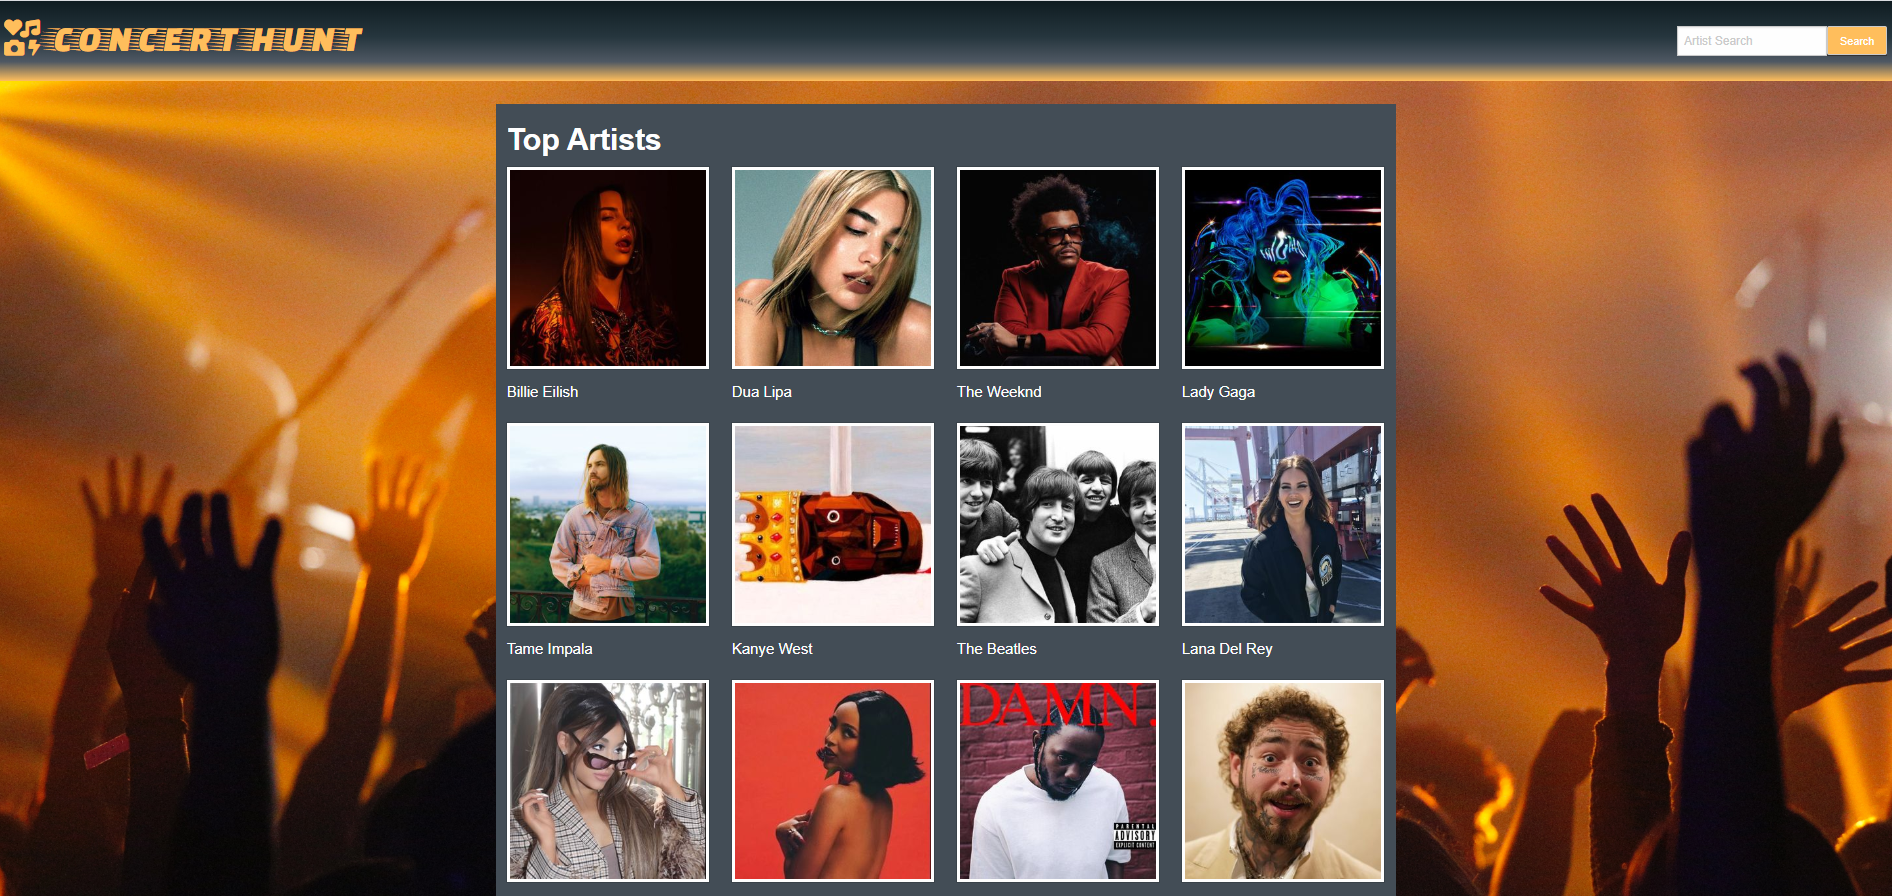 CONCERT HUNT
Artist Search
Search
Top Artists
Billie Eilish
Dua Lipa
The Weeknd
Lady Gaga
Tame Impala
Kanye West
The Beatles
Lana Del Rey
DAMN.
PARENTAL
ADVISORY
EXPLICIT CONTENT